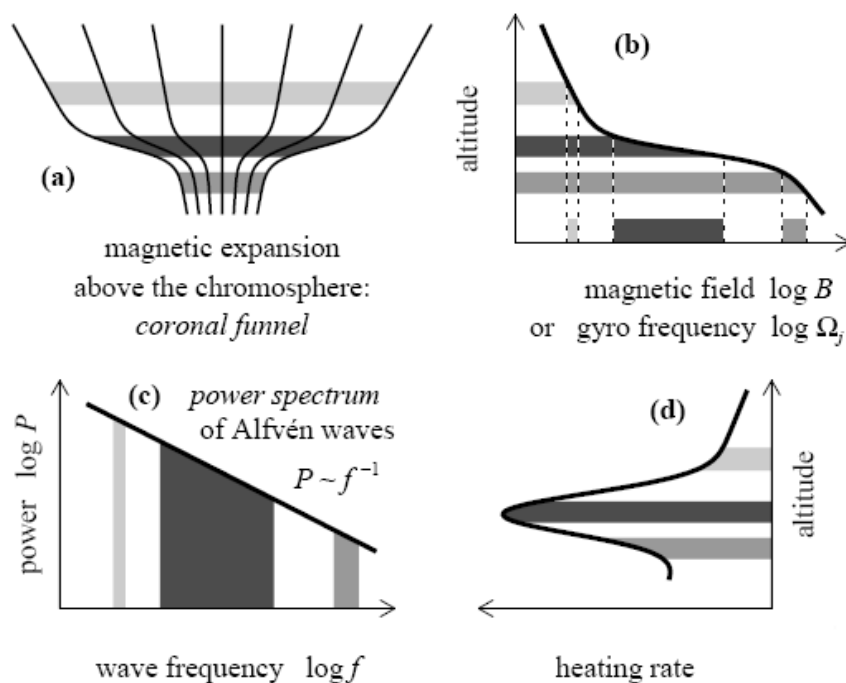 (a)
magnetic expansion
above the chromosphere:
coronal funnel
(b)
altitude
magnetic field log B
or gyro frequency log Ωj
(c)
power spectrum
of Alfvén waves
P ~ f⁻¹
power log P
wave frequency log f
(d)
altitude
heating rate